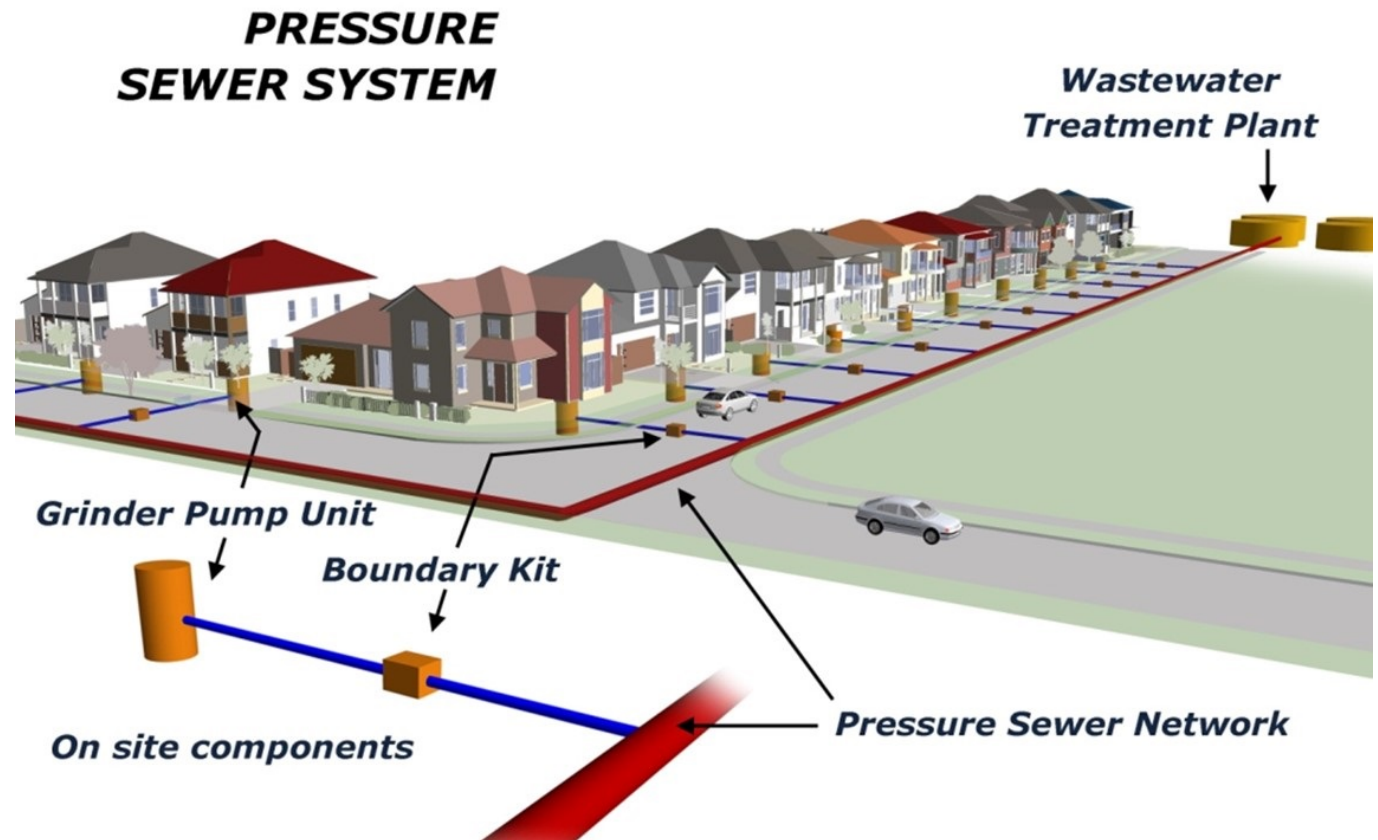 PRESSURE
SEWER SYSTEM
Wastewater
Treatment Plant
Grinder Pump Unit
Boundary Kit
Pressure Sewer Network
On site components